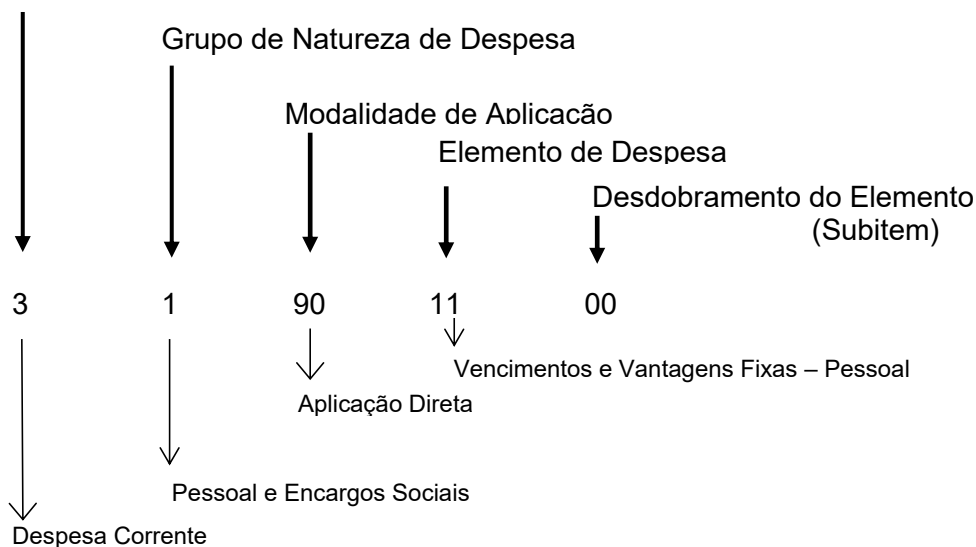 Grupo de Natureza de Despesa
Modalidade de Aplicação
Elemento de Despesa
Desdobramento do Elemento
(Subitem)
3 1 90 11 00
Vencimentos e Vantagens Fixas – Pessoal
Aplicação Direta
Pessoal e Encargos Sociais
Despesa Corrente